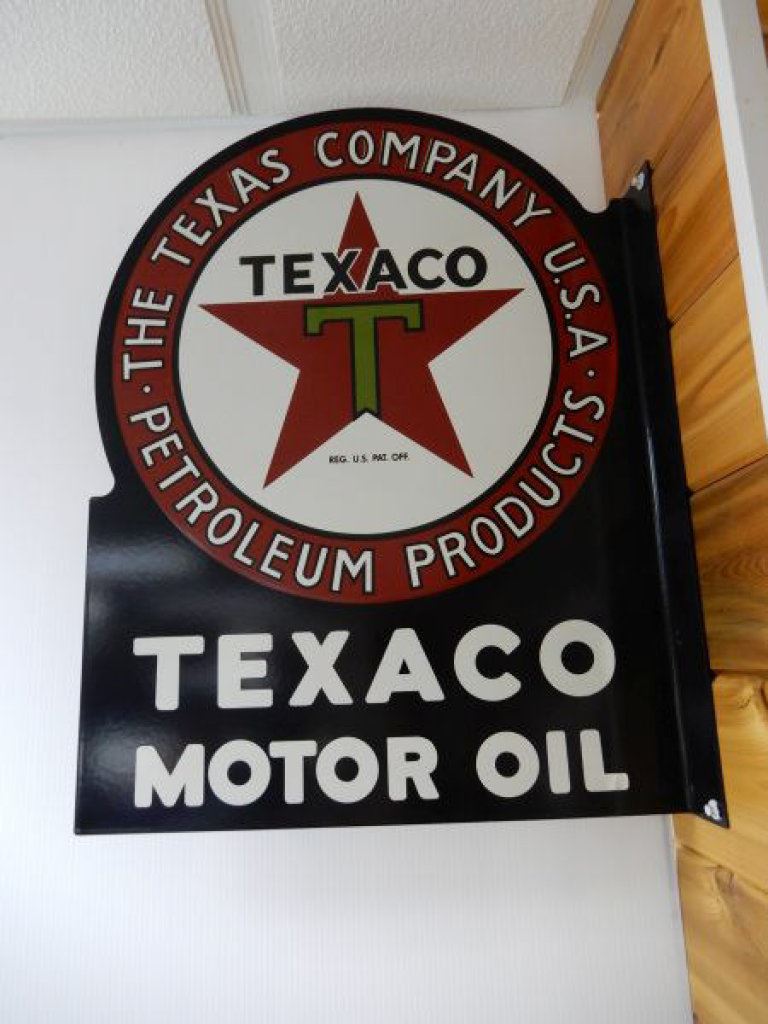 THE TEXAS COMPANY U.S.A.
TEXACO
T
REG. U.S. PAT. OFF.
PETROLEUM PRODUCTS
TEXACO
MOTOR OIL